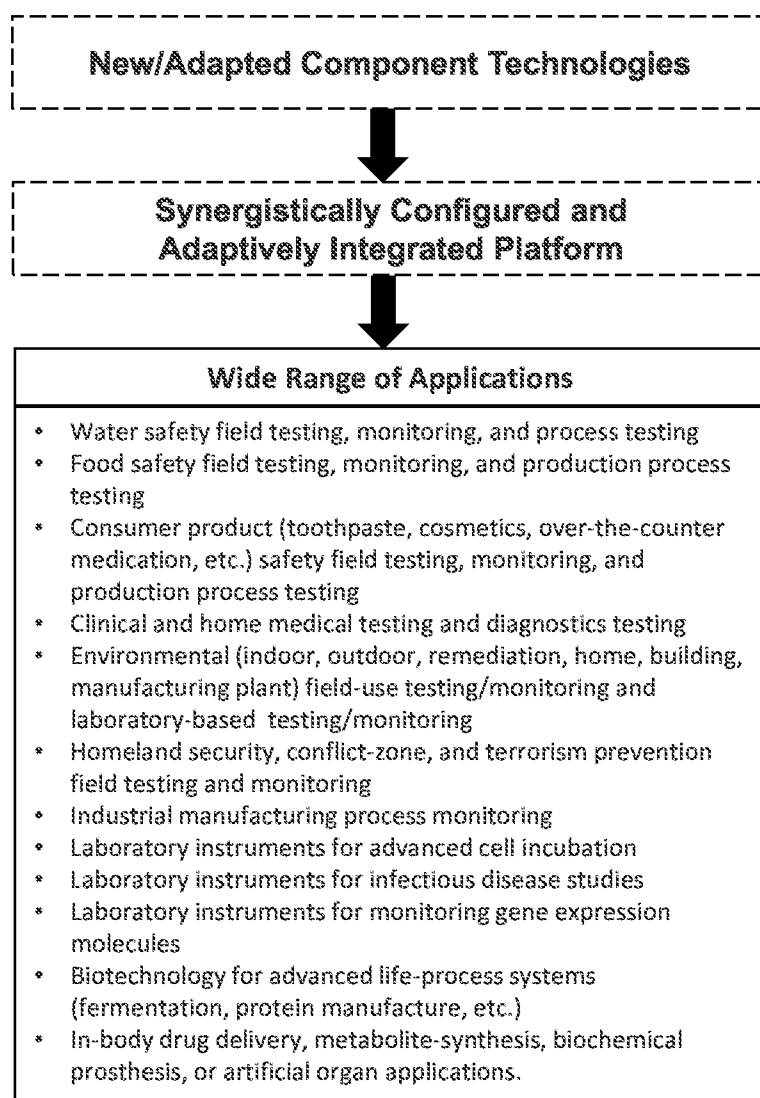 New/Adapted Component Technologies
Synergistically Configured and
Adaptively Integrated Platform
Wide Range of Applications
• Water safety field testing, monitoring, and process testing
• Food safety field testing, monitoring, and production process
testing
• Consumer product (toothpaste, cosmetics, over-the-counter
medication, etc.) safety field testing, monitoring, and
production process testing
• Clinical and home medical testing and diagnostics testing
• Environmental (indoor, outdoor, remediation, home, building,
manufacturing plant) field-use testing/monitoring and
laboratory-based testing/monitoring
• Homeland security, conflict-zone, and terrorism prevention
field testing and monitoring
• Industrial manufacturing process monitoring
• Laboratory instruments for advanced cell incubation
• Laboratory instruments for infectious disease studies
• Laboratory instruments for monitoring gene expression
molecules
• Biotechnology for advanced life-process systems
(fermentation, protein manufacture, etc.)
• In-body drug delivery, metabolite-synthesis, biochemical
prosthesis, or artificial organ applications.